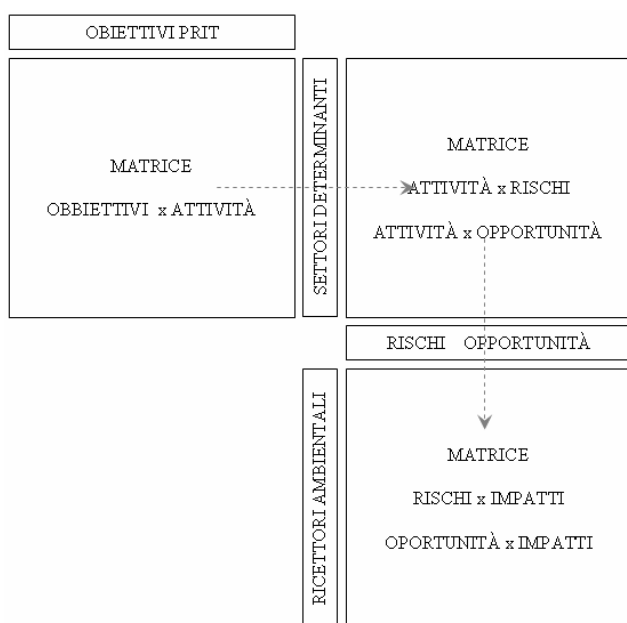 OBIETTIVI PRIT
MATRICE
OBBIETTIVI x ATTIVITÀ
SETTORI DETERMINANTI
MATRICE
ATTIVITÀ x RISCHI
ATTIVITÀ x OPPORTUNITÀ
RISCHI OPPORTUNITÀ
RICETTORI AMBIENTALI
MATRICE
RISCHI x IMPATTI
OPORTUNITÀ x IMPATTI